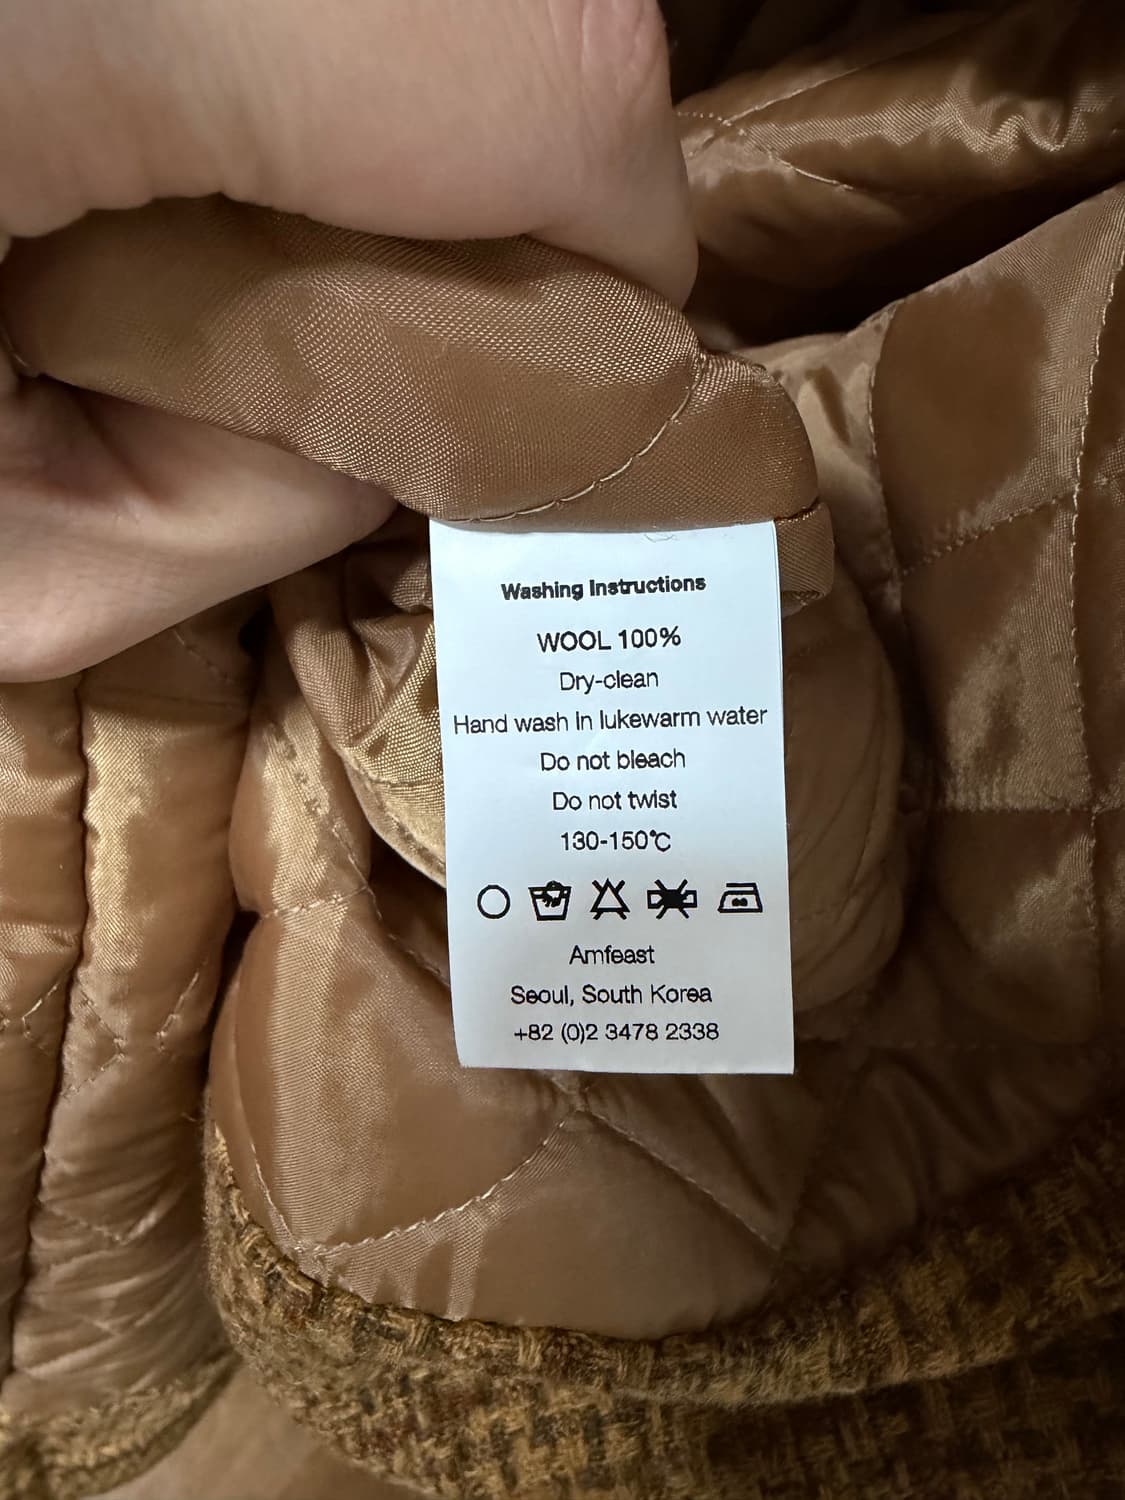 Washing Instructions
WOOL 100%
Dry-clean
Hand wash in lukewarm water
Do not bleach
Do not twist
130-150℃
Amfeast
Seoul, South Korea
+82 (0)2 3478 2338